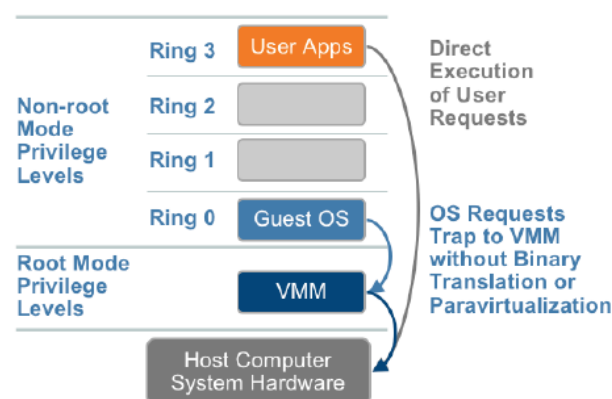 Ring 3
User Apps
Direct
Execution
of User
Requests
Non-root
Mode
Privilege
Levels
Ring 2
Ring 1
Ring 0
Guest OS
OS Requests
Trap to VMM
without Binary
Translation or
Paravirtualization
Root Mode
Privilege
Levels
VMM
Host Computer
System Hardware